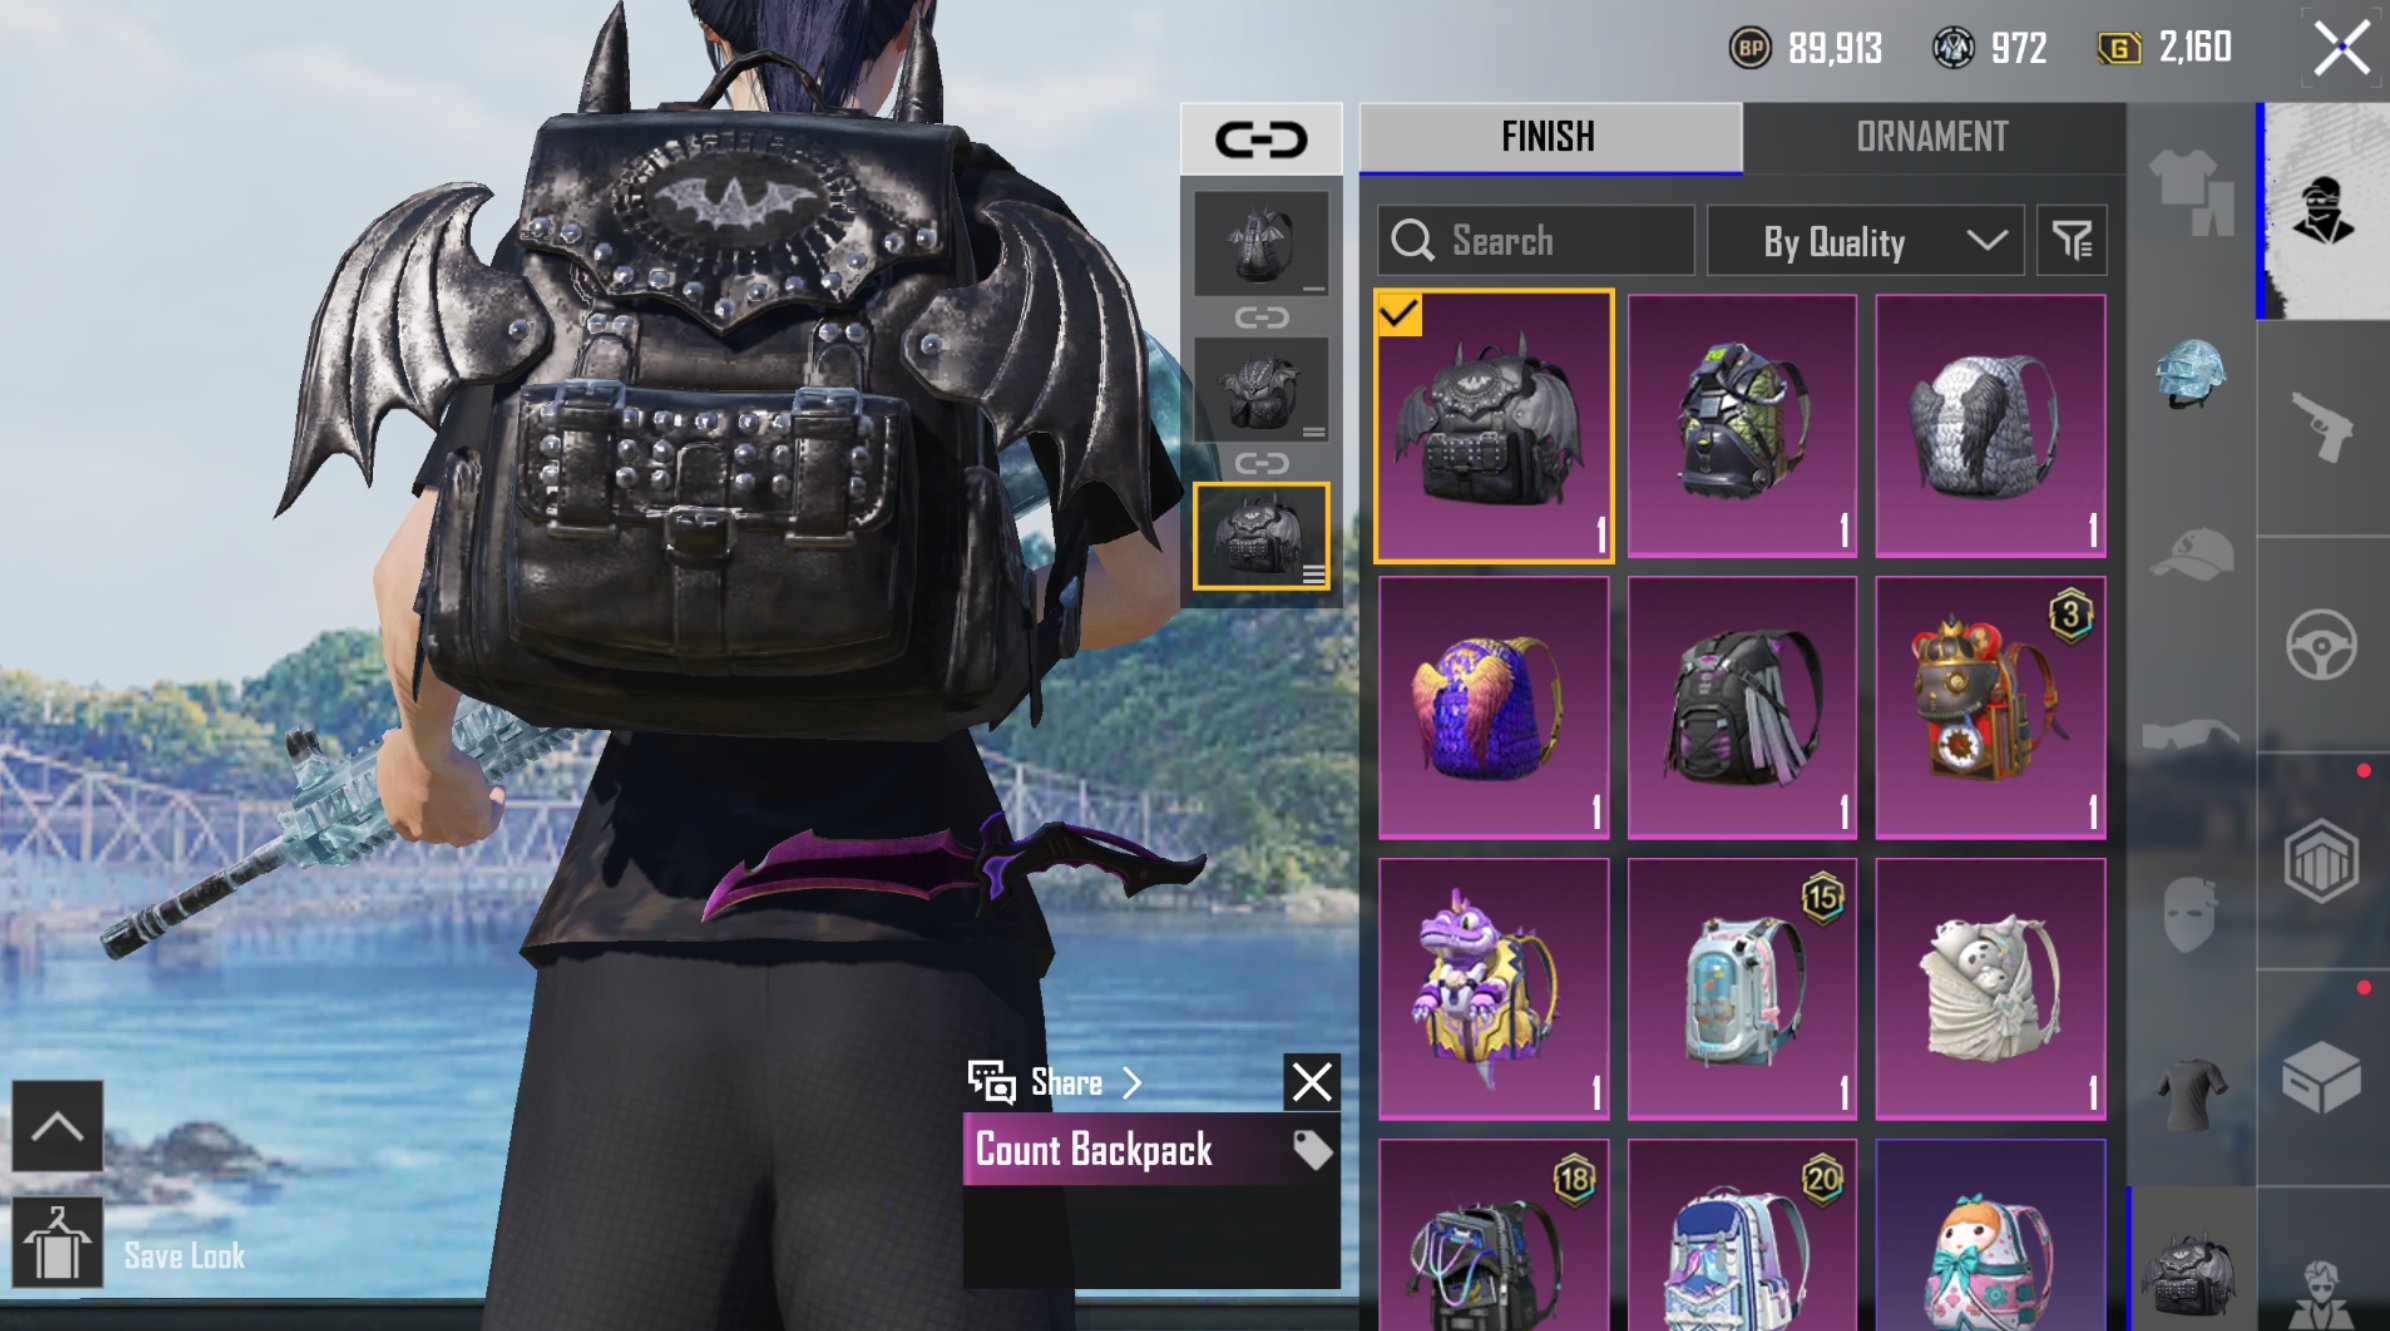 BP 89,913 972 G 2,160
FINISH ORNAMENT
Search By Quality
1 1 1
3
1 1 1
15
1 1 1
18 20
Share
Count Backpack
Save Look